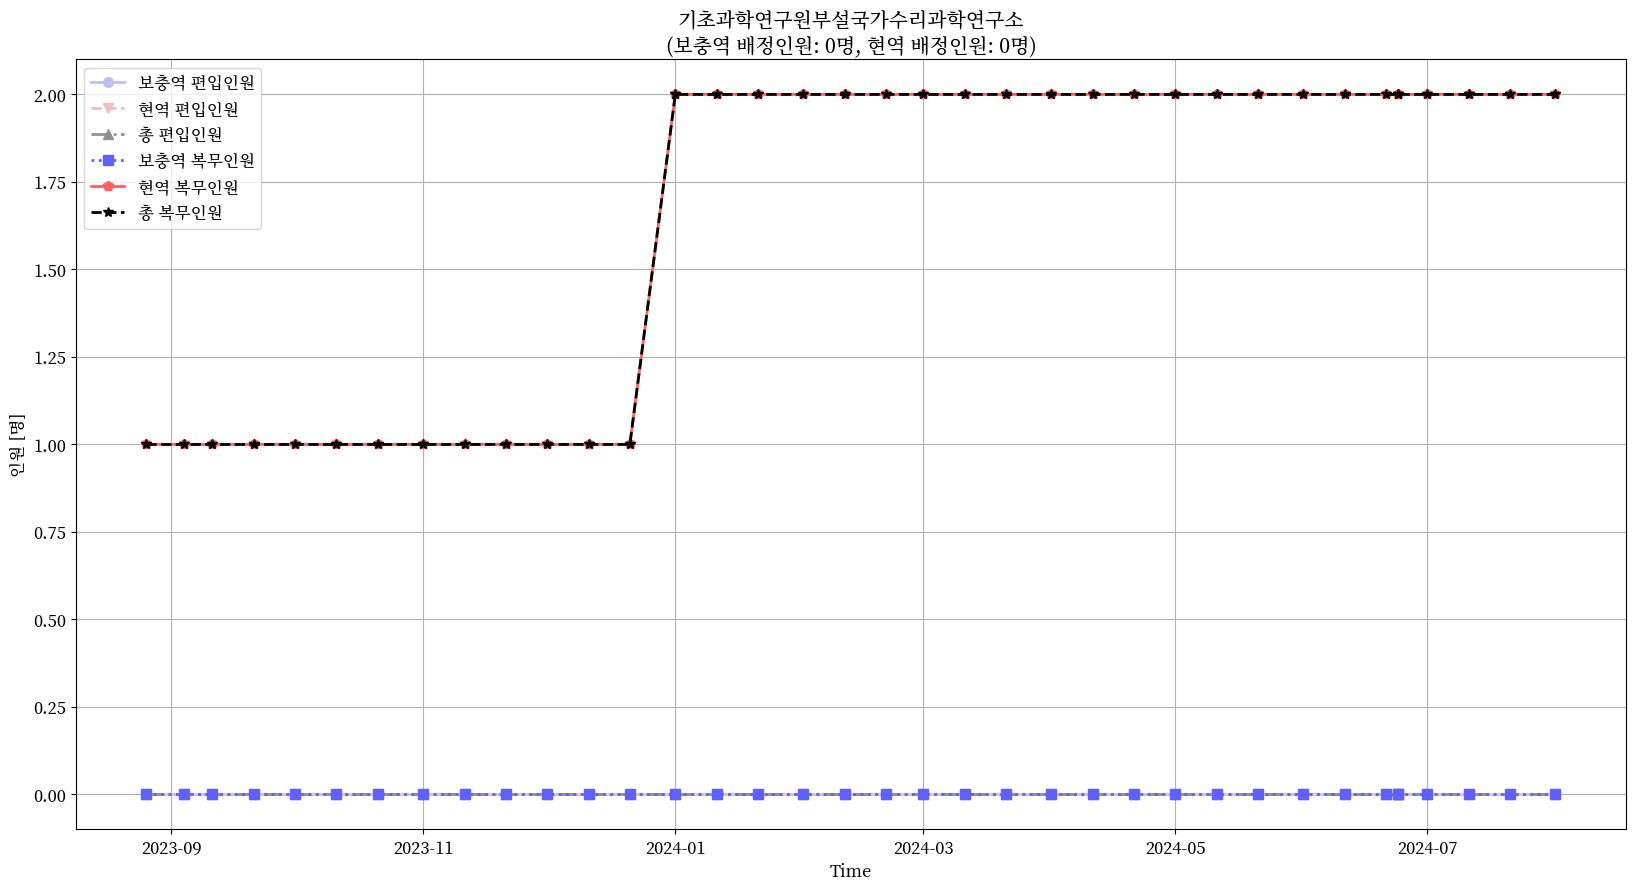 기초과학연구원부설국가수리과학연구소
(보충역 배정인원: 0명, 현역 배정인원: 0명)
보충역 편입인원
현역 편입인원
총 편입인원
보충역 복무인원
현역 복무인원
총 복무인원
2.00
1.75
1.50
1.25
1.00
0.75
0.50
0.25
0.00
인원 [명]
2023-09
2023-11
2024-01
2024-03
2024-05
2024-07
Time